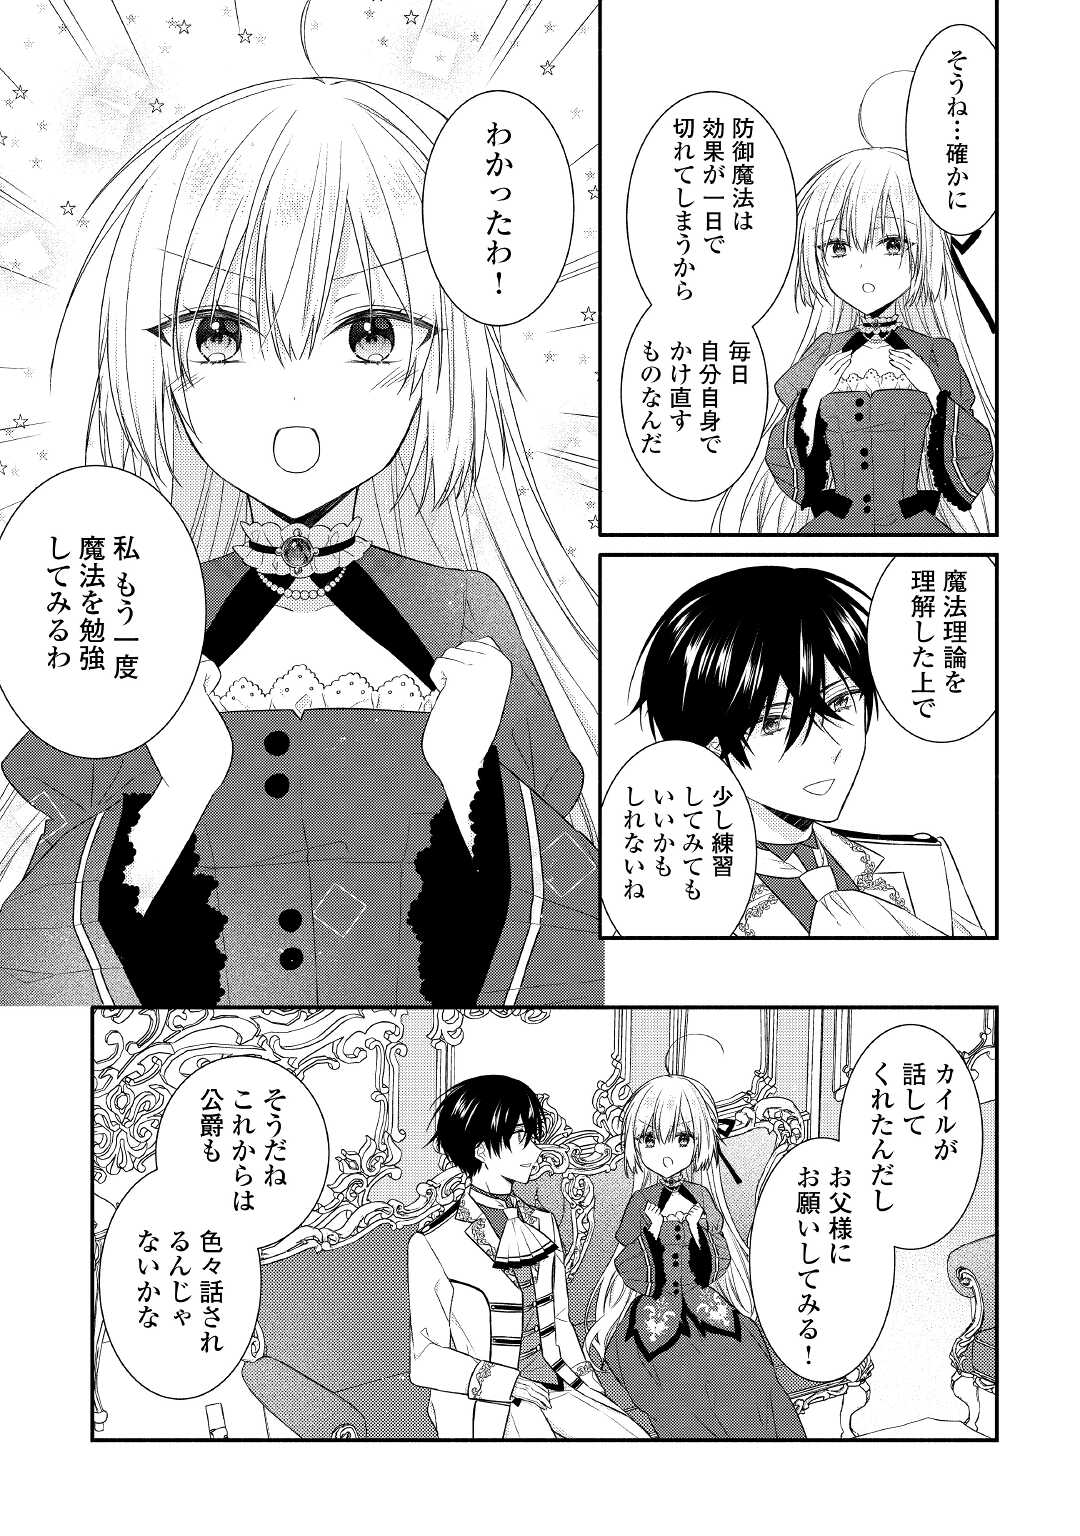 そうね…確かに
防御魔法は
効果が一日で
切れてしまうから
毎日
自分自身で
かけ直す
ものなんだ
魔法理論を
理解した上で
少し練習
してみても
いいかも
しれないね
わかったわ！
私 もう一度
魔法を勉強
してみるわ
カイルが
話して
くれたんだし
お父様に
お願いしてみる！
そうだね
これからは
公爵も
色々話され
るんじゃ
ないかな